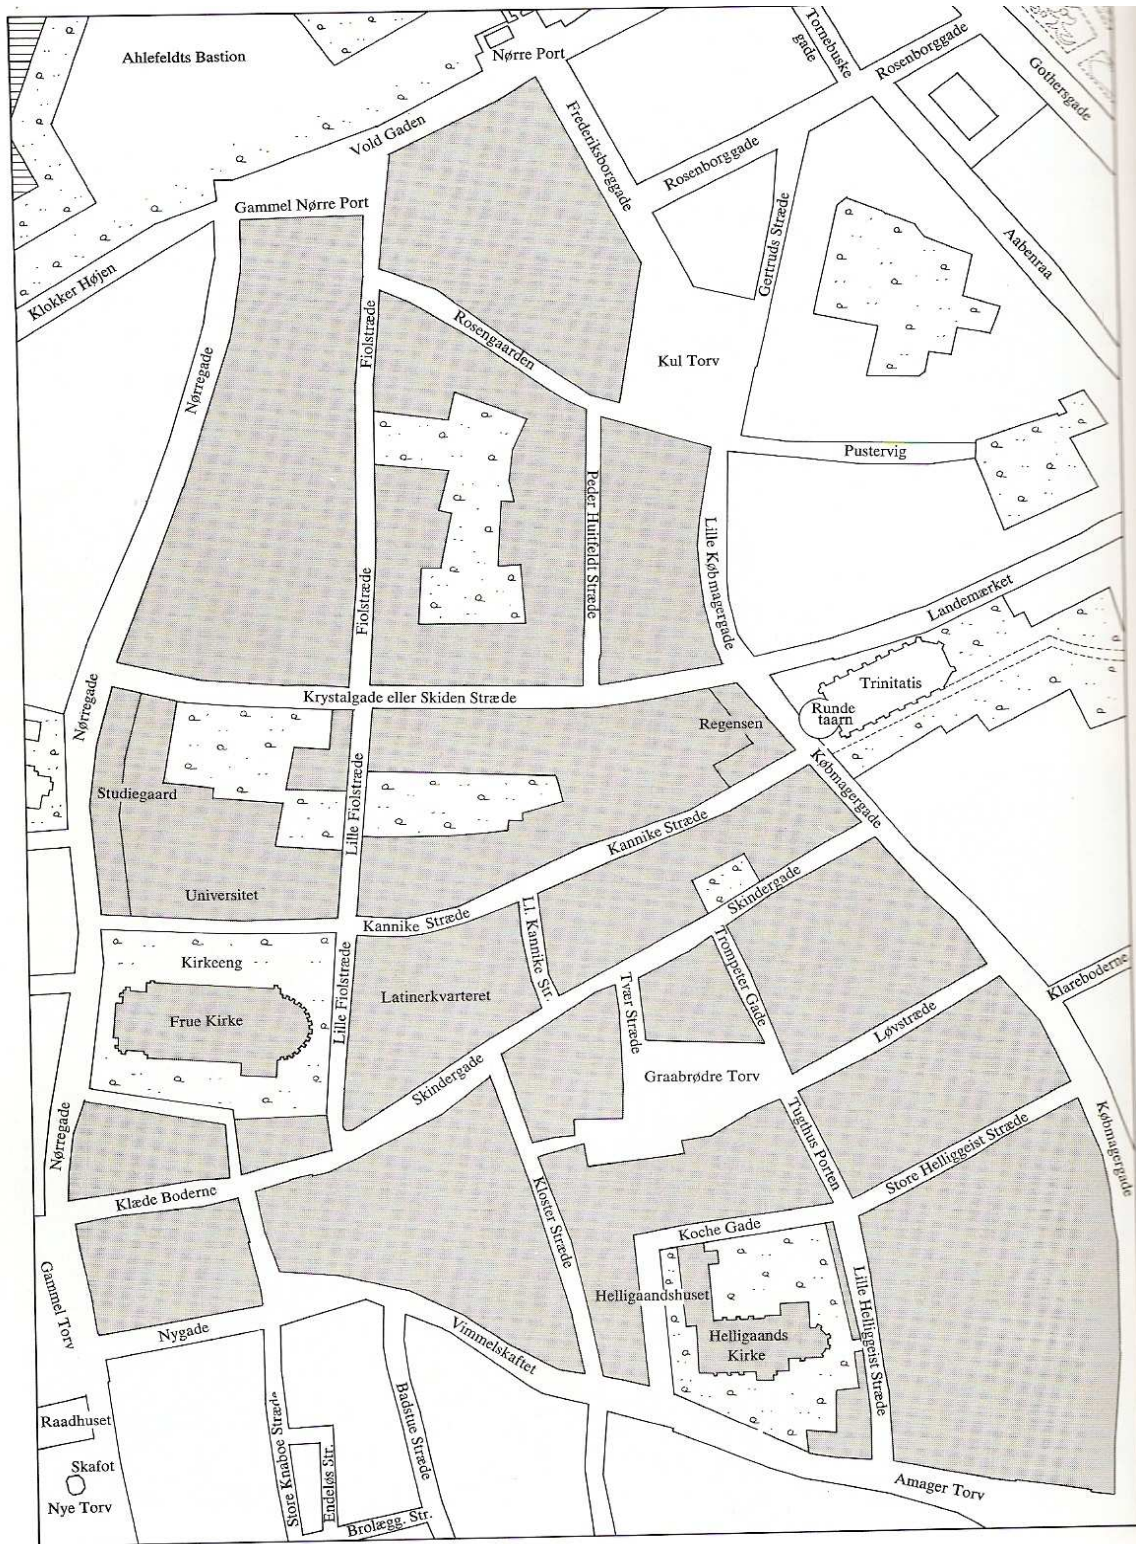 Ahlefeldts Bastion
Nørre Port
Tornebuske
gade
Rosenborggade
Gothersgade
Vold Gaden
Frederiksborggade
Rosenborggade
Gammel Nørre Port
Gertruds Stræde
Aabenraa
Klokker Højen
Fiolstræde
Rosengaarden
Nørregade
Kul Torv
Pustervig
Peder Huitfeldt Stræde
Lille Købmagergade
Fiolstræde
Landemærket
Trinitatis
Nørregade
Krystalgade eller Skiden Stræde
Regensen
Runde
taarn
Købmagergade
Studiegaard
Lille Fiolstræde
Kannike Stræde
Universitet
Skindergade
Kannike Stræde
Ll. Kannike Str.
Trompeter Gade
Kirkeeng
Lille Fiolstræde
Klareboderne
Latinerkvarteret
Tvær Stræde
Frue Kirke
Løvstræde
Skindergade
Graabrødre Torv
Nørregade
Tugthus Porten
Købmagergade
Store Helliggeist Stræde
Klæde Boderne
Kloster Stræde
Koche Gade
Gammel Torv
Helligaandshuset
Lille Helliggeist Stræde
Nygade
Vimmelskaftet
Helligaands
Kirke
Raadhuset
Store Knaboe Stræde
Badstue Stræde
Skafot
Endeløs Str.
Nye Torv
Amager Torv
Brolægg. Str.